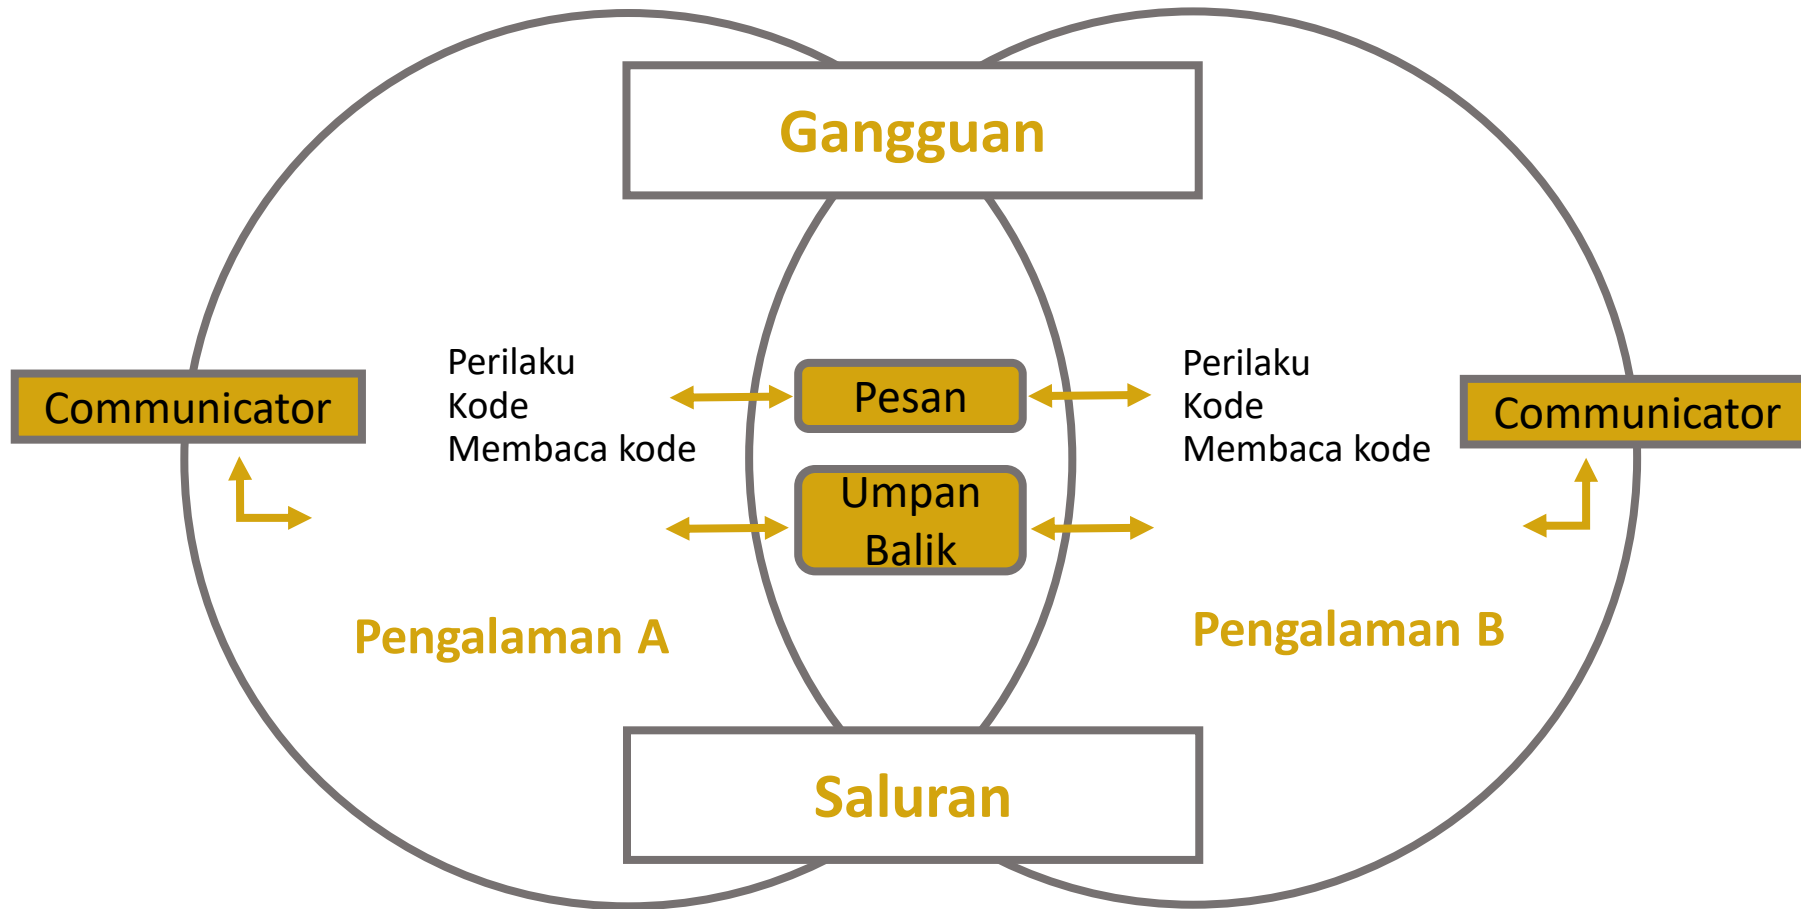 Gangguan
Communicator
Perilaku
Kode
Membaca kode
Pesan
Umpan
Balik
Perilaku
Kode
Membaca kode
Communicator
Pengalaman A
Pengalaman B
Saluran